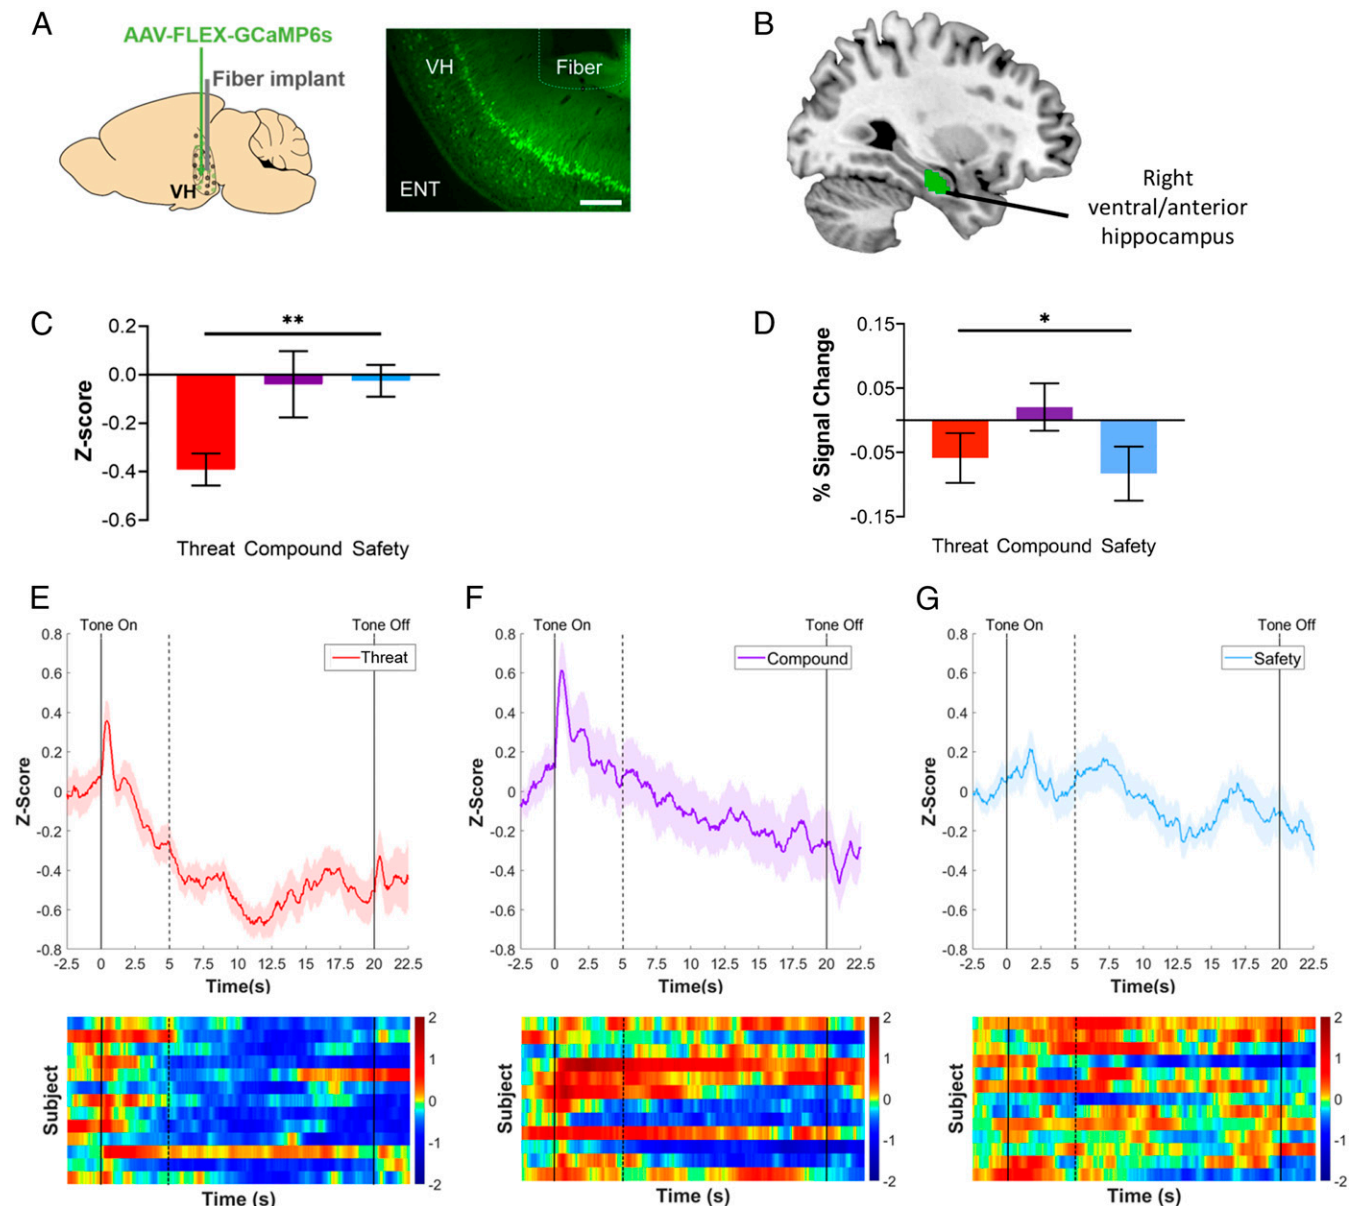 A
AAV-FLEX-GCaMP6s
Fiber implant
VH
VH
Fiber
ENT
B
Right
ventral/anterior
hippocampus
C
**
Z-score
0.2
0.0
-0.2
-0.4
-0.6
Threat Compound Safety
D
*
% Signal Change
0.15
0.05
-0.05
-0.15
Threat Compound Safety
E
Tone On
Tone Off
Threat
Z-Score
0.8
0.6
0.4
0.2
0
-0.2
-0.4
-0.6
-0.8
-2.5 0 2.5 5 7.5 10 12.5 15 17.5 20 22.5
Time(s)
F
Tone On
Tone Off
Compound
Z-Score
0.8
0.6
0.4
0.2
0
-0.2
-0.4
-0.6
-0.8
-2.5 0 2.5 5 7.5 10 12.5 15 17.5 20 22.5
Time(s)
G
Tone On
Tone Off
Safety
Z-Score
0.8
0.6
0.4
0.2
0
-0.2
-0.4
-0.6
-0.8
-2.5 0 2.5 5 7.5 10 12.5 15 17.5 20 22.5
Time(s)
Subject
2
1
0
-1
-2
Time (s)
Subject
2
1
0
-1
-2
Time (s)
Subject
2
1
0
-1
-2
Time (s)